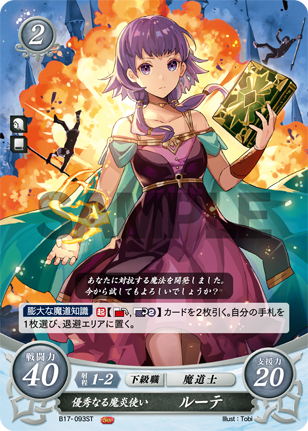 2
SAMPLE
あなたに対抗する魔法を開発しました。
今から試してもよろしいでしょうか?
膨大な魔道知識 起 【 , 2】カードを2枚引く。自分の手札を
1枚選び、退避エリアに置く。
戦闘力
40
射程 1-2 下級職 魔道士
支援力
20
優秀なる魔炎使い ルーテ
B17-093ST Illust:Tobi